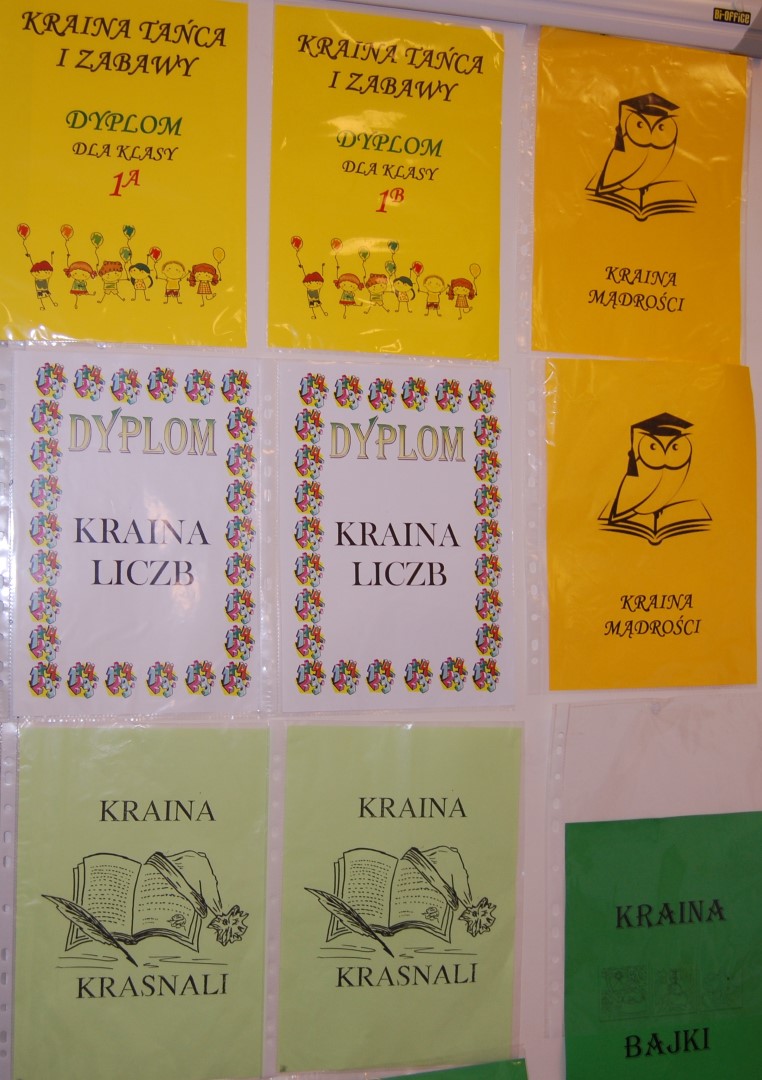 Bi-OFFICE
KRAINA TAŃCA
I ZABAWY
DYPLOM
DLA KLASY
1A
KRAINA TAŃCA
I ZABAWY
DYPLOM
DLA KLASY
1B
KRAINA
MĄDROŚCI
DYPLOM
KRAINA
LICZB
DYPLOM
KRAINA
LICZB
KRAINA
MĄDROŚCI
KRAINA
KRASNALI
KRAINA
KRASNALI
KRAINA
BAJKI